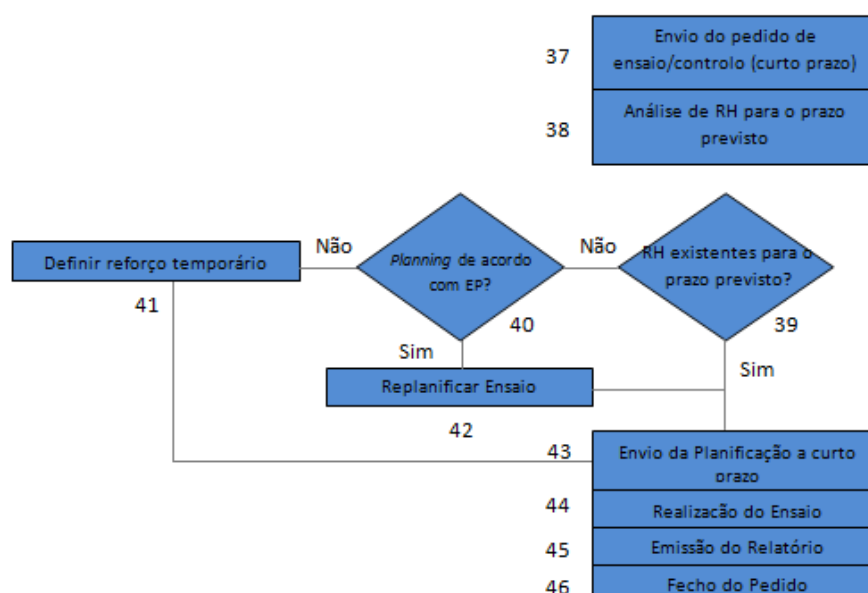 37
Envio do pedido de
ensaio/controlo (curto prazo)
38
Análise de RH para o prazo
previsto
Definir reforço temporário
41
Não
Planning de acordo
com EP?
40
Não
RH existentes para o
prazo previsto?
39
Sim
Sim
Replanificar Ensaio
42
43
Envio da Planificação a curto
prazo
44
Realização do Ensaio
45
Emissão do Relatório
46
Fecho do Pedido